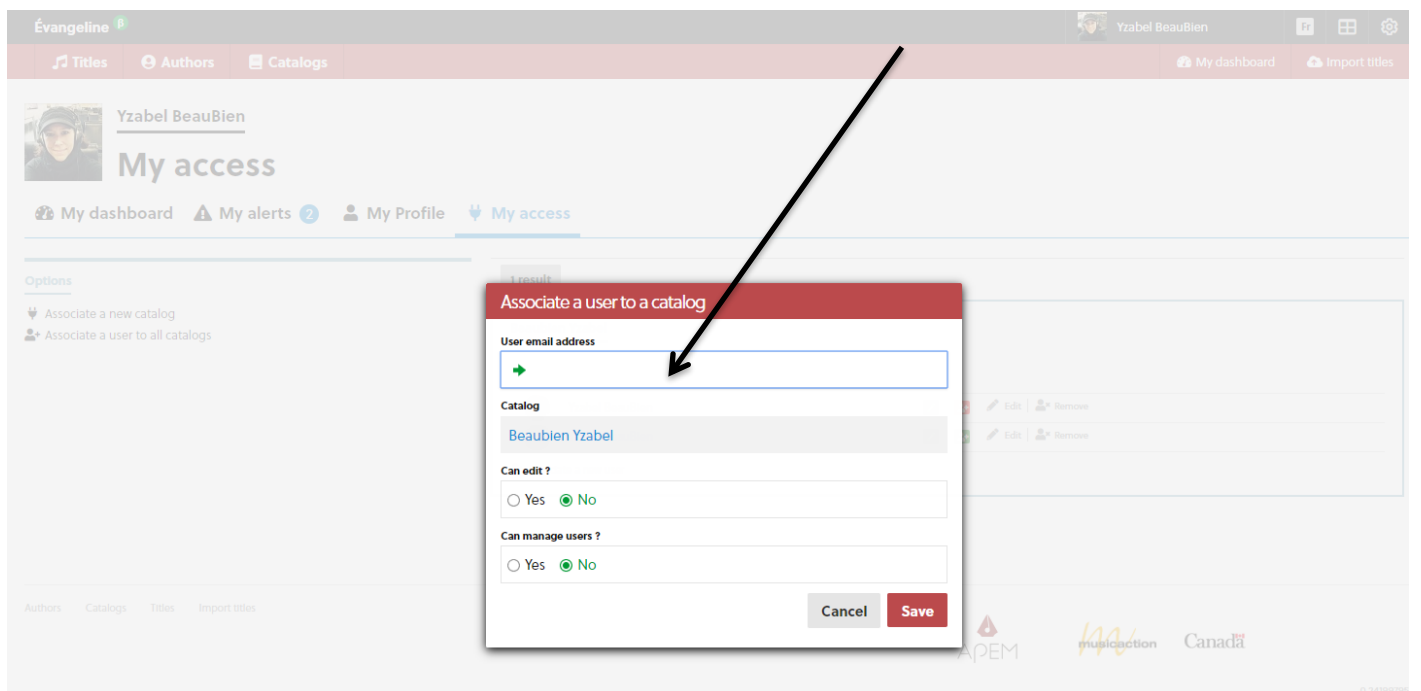 Évangeline β
Yzabel BeauBien
Fr
Titles Authors Catalogs
My dashboard Import titles
Yzabel BeauBien
My access
My dashboard My alerts 2 My Profile My access
Options
Associate a new catalog
Associate a user to all catalogs
1 result
Associate a user to a catalog
User email address
Catalog
Beaubien Yzabel
Can edit ?
Yes No
Can manage users ?
Yes No
Cancel Save
Edit Remove
Edit Remove
Authors Catalogs Titles Import titles
APEM
musicaction
Canada